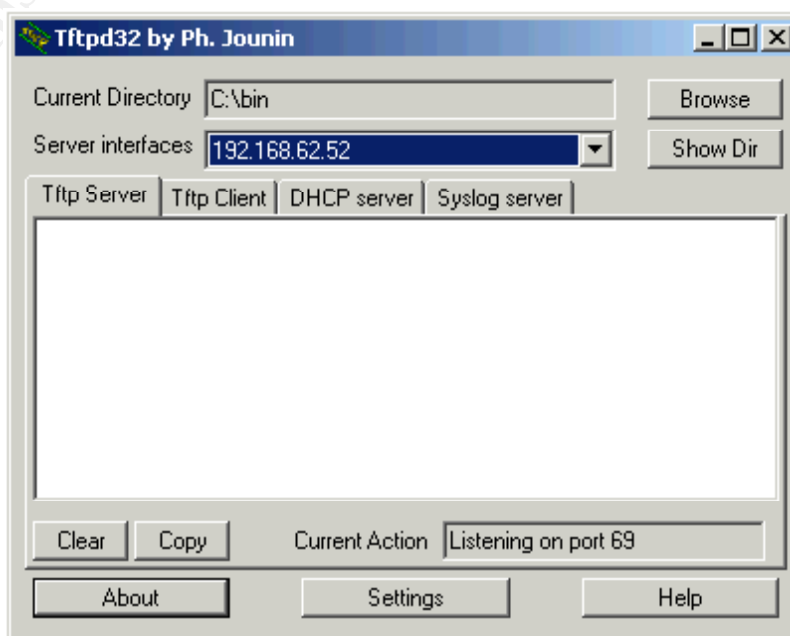 Tftpd32 by Ph. Jounin
Current Directory C:\bin Browse
Server interfaces 192.168.62.52 Show Dir
Tftp Server Tftp Client DHCP server Syslog server
Clear Copy Current Action Listening on port 69
About Settings Help